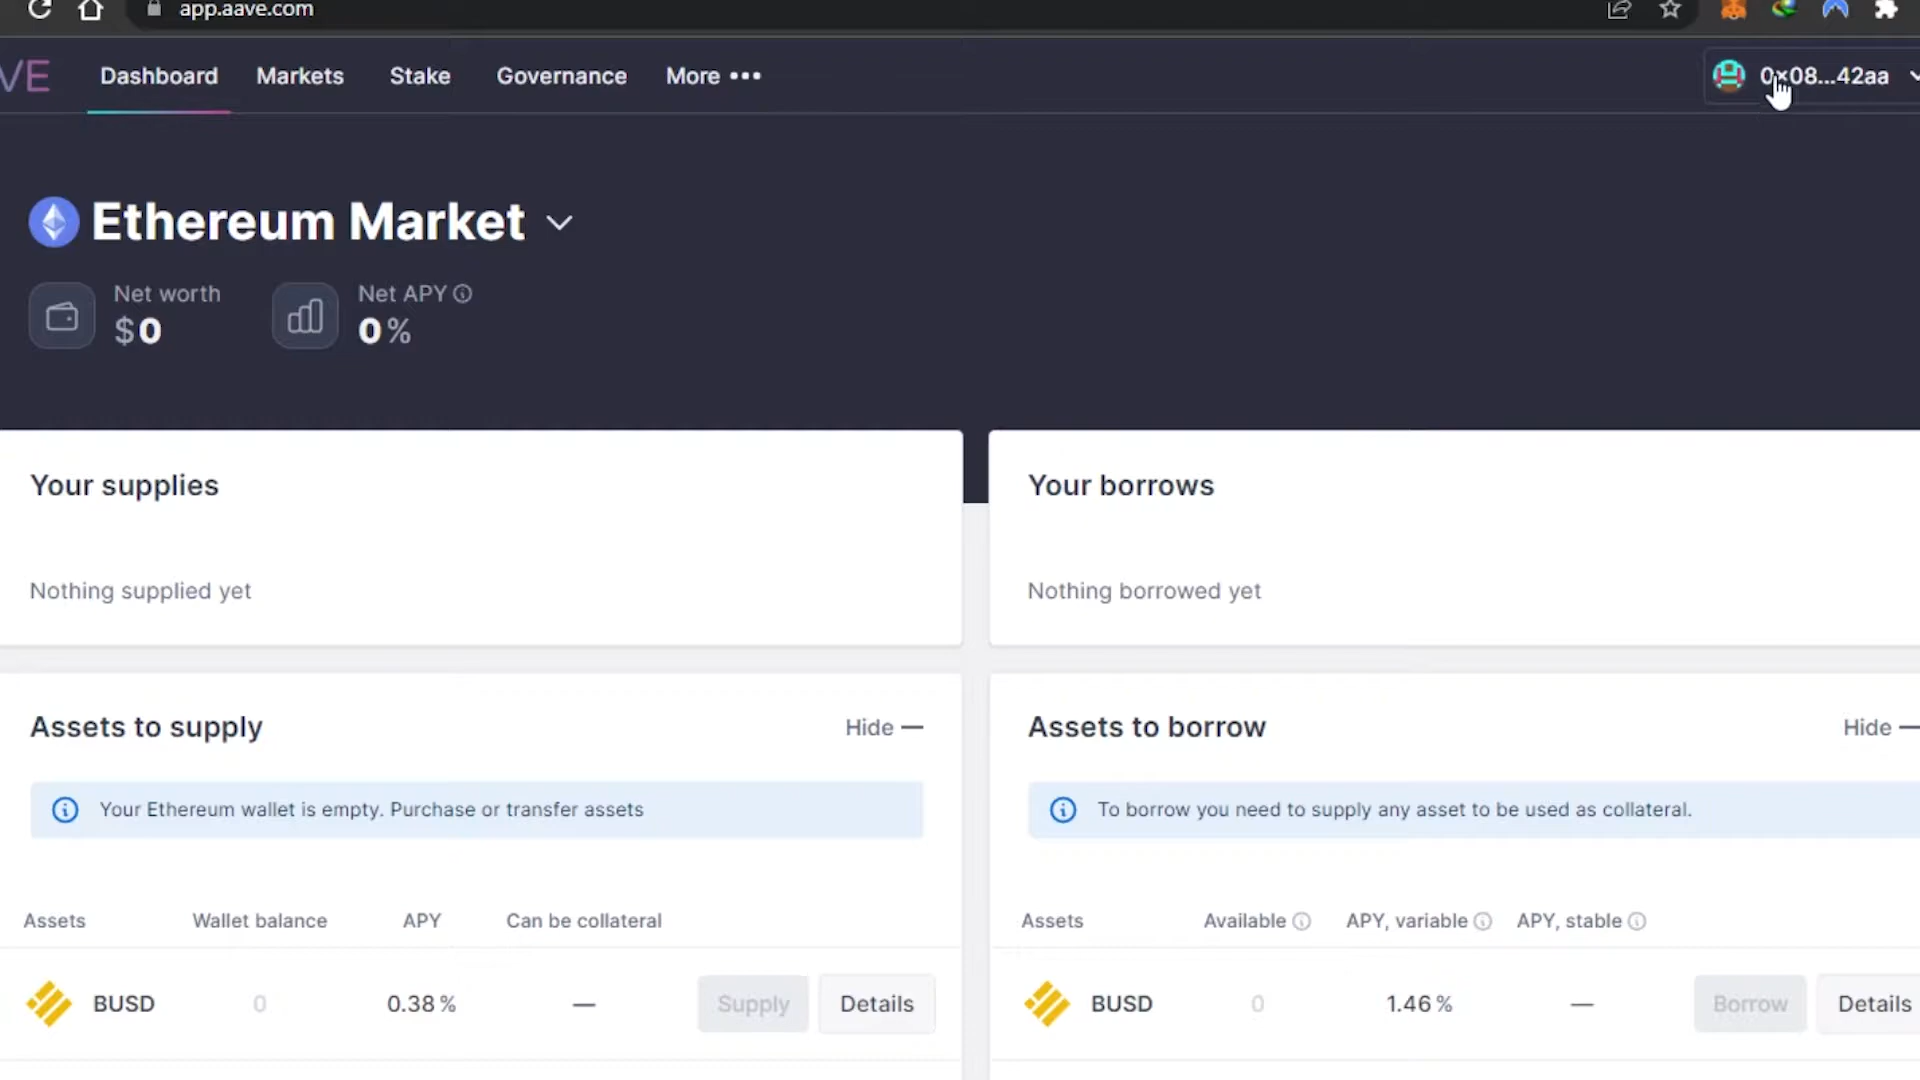 app.aave.com
VE Dashboard Markets Stake Governance More ••• 0x08...42aa
Ethereum Market
Net worth Net APY
$0 0%
Your supplies Your borrows
Nothing supplied yet Nothing borrowed yet
Assets to supply Hide — Assets to borrow Hide —
Your Ethereum wallet is empty. Purchase or transfer assets To borrow you need to supply any asset to be used as collateral.
Assets Wallet balance APY Can be collateral Assets Available APY, variable APY, stable
BUSD 0 0.38% — Supply Details BUSD 0 1.46% — Borrow Details